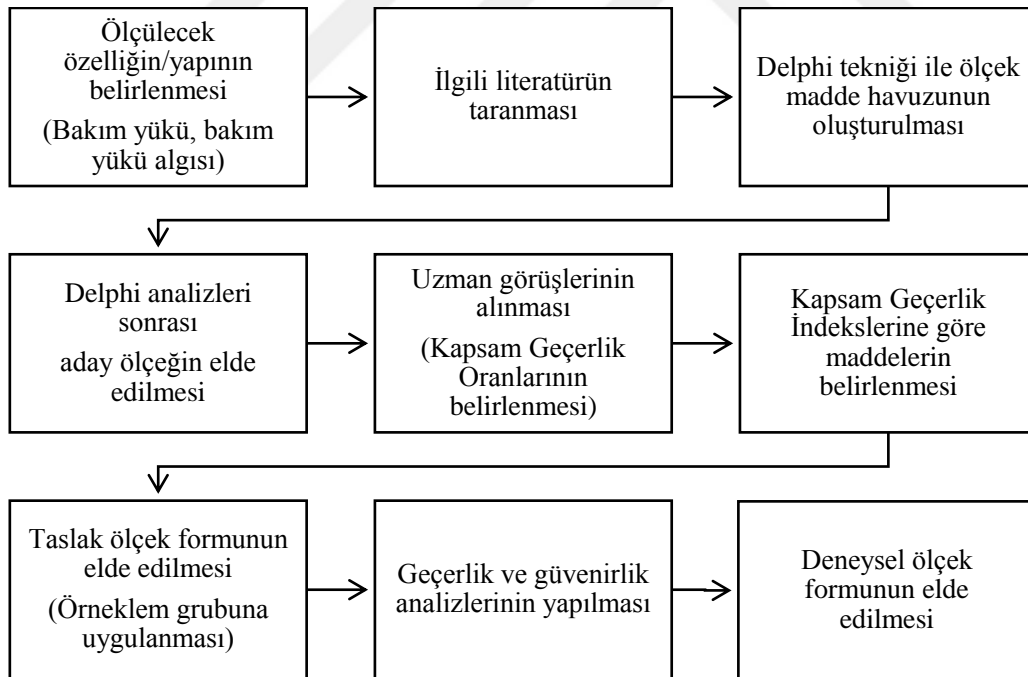 Ölçülecek
özelliğin/yapının
belirlenmesi
(Bakım yükü, bakım
yükü algısı)
İlgili literatürün
taranması
Delphi tekniği ile ölçek
madde havuzunun
oluşturulması
Delphi analizleri
sonrası
aday ölçeğin elde
edilmesi
Uzman görüşlerinin
alınması
(Kapsam Geçerlik
Oranlarının
belirlenmesi)
Kapsam Geçerlik
İndekslerine göre
maddelerin
belirlenmesi
Taslak ölçek formunun
elde edilmesi
(Örneklem grubuna
uygulanması)
Geçerlik ve güvenirlik
analizlerinin yapılması
Deneysel ölçek
formunun elde
edilmesi